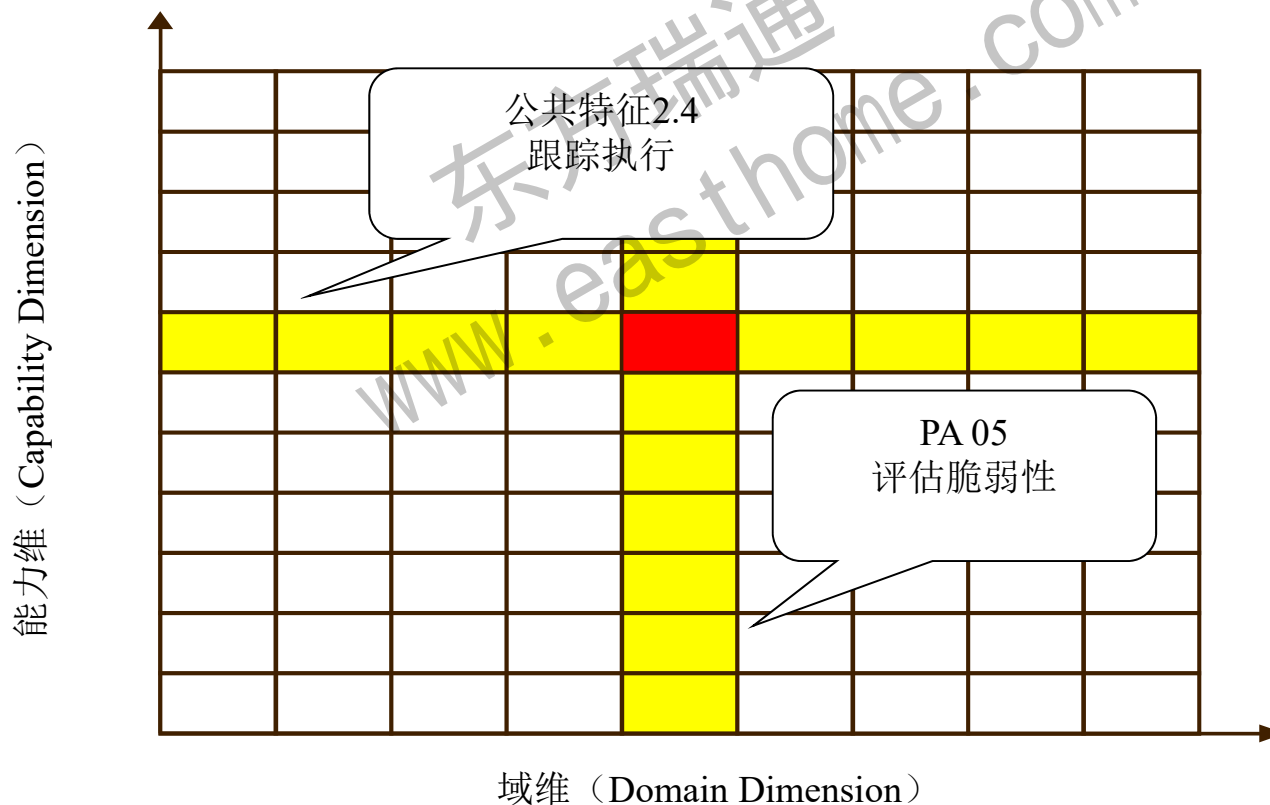 公共特征2.4
跟踪执行
PA 05
评估脆弱性
能力维（Capability Dimension）
域维（Domain Dimension）
东方瑞通
www.easthome.com